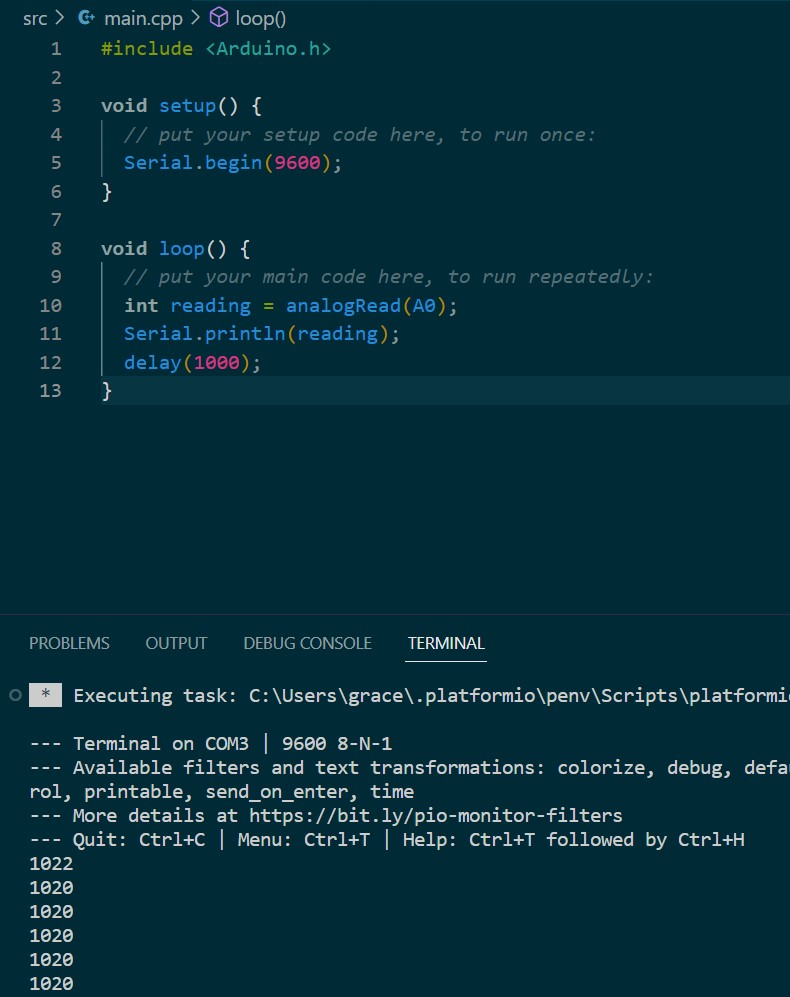 src > main.cpp > loop()
1 #include <Arduino.h>
2
3 void setup() {
4   // put your setup code here, to run once:
5   Serial.begin(9600);
6 }
7
8 void loop() {
9   // put your main code here, to run repeatedly:
10   int reading = analogRead(A0);
11   Serial.println(reading);
12   delay(1000);
13 }
PROBLEMS OUTPUT DEBUG CONSOLE TERMINAL
* Executing task: C:\Users\grace\.platformio\penv\Scripts\platformi
--- Terminal on COM3 | 9600 8-N-1
--- Available filters and text transformations: colorize, debug, defa
rol, printable, send_on_enter, time
--- More details at https://bit.ly/pio-monitor-filters
--- Quit: Ctrl+C | Menu: Ctrl+T | Help: Ctrl+T followed by Ctrl+H
1022
1020
1020
1020
1020
1020